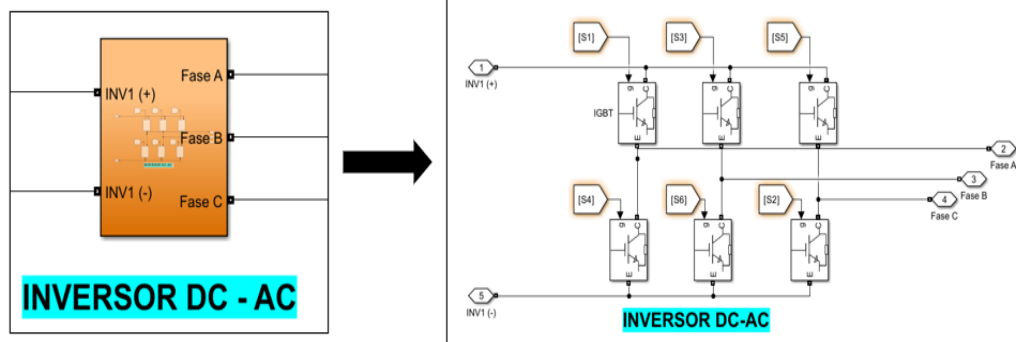 Fase A
INV1 (+)
Fase B
INV1 (-)
Fase C
INVERSOR DC - AC
[S1]
[S3]
[S5]
1
INV1 (+)
g
C
g
C
g
C
IGBT
E
E
E
2
Fase A
3
Fase B
4
Fase C
[S4]
[S6]
[S2]
g
C
g
C
g
C
E
E
E
5
INV1 (-)
INVERSOR DC-AC